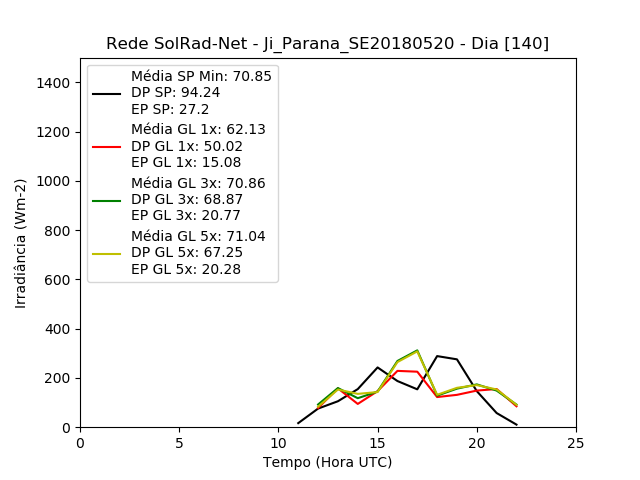 Rede SolRad-Net - Ji_Parana_SE20180520 - Dia [140]
Média SP Min: 70.85
DP SP: 94.24
EP SP: 27.2
Média GL 1x: 62.13
DP GL 1x: 50.02
EP GL 1x: 15.08
Média GL 3x: 70.86
DP GL 3x: 68.87
EP GL 3x: 20.77
Média GL 5x: 71.04
DP GL 5x: 67.25
EP GL 5x: 20.28
Irradiância (Wm-2)
1400
1200
1000
800
600
400
200
0
0 5 10 15 20 25
Tempo (Hora UTC)